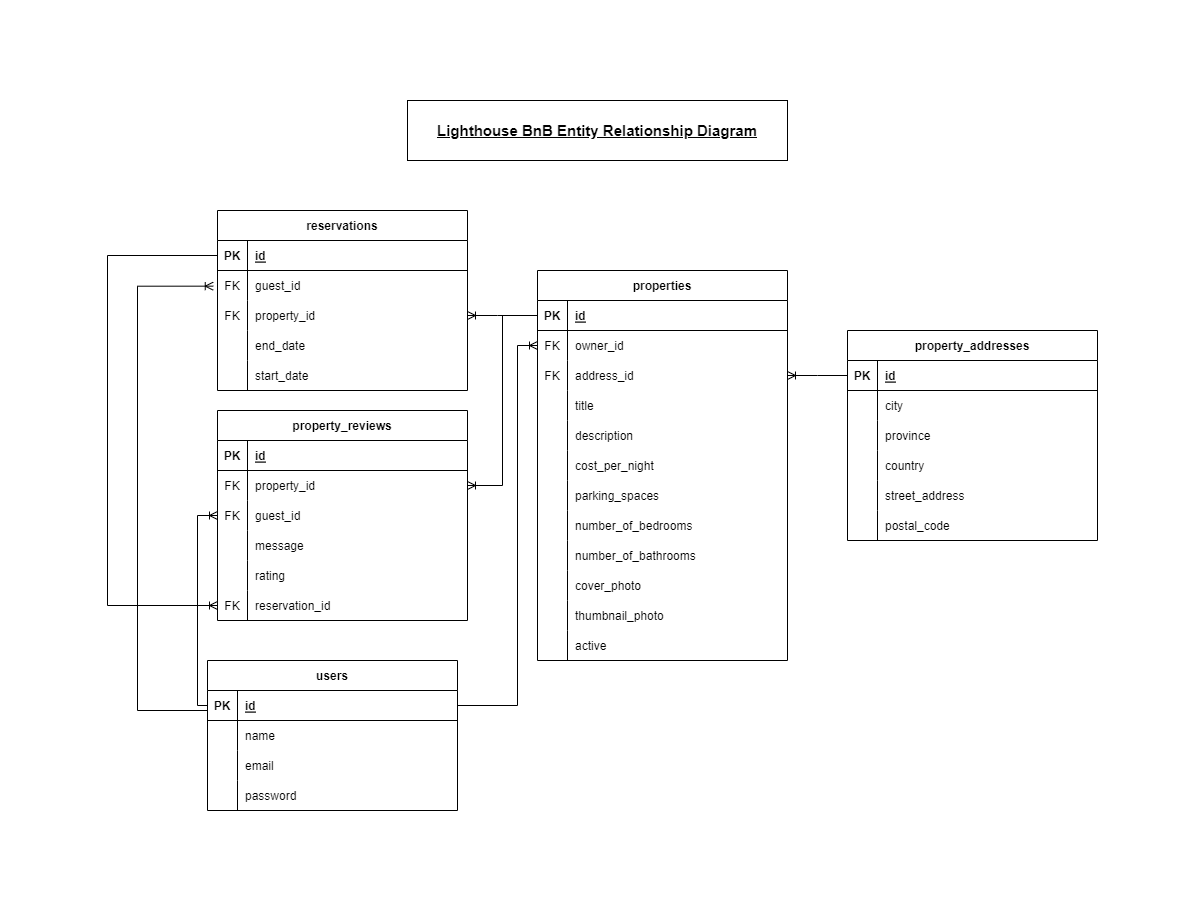 Lighthouse BnB Entity Relationship Diagram
reservations
PK id
FK guest_id
FK property_id
end_date
start_date
property_reviews
PK id
FK property_id
FK guest_id
message
rating
FK reservation_id
users
PK id
name
email
password
properties
PK id
FK owner_id
FK address_id
title
description
cost_per_night
parking_spaces
number_of_bedrooms
number_of_bathrooms
cover_photo
thumbnail_photo
active
property_addresses
PK id
city
province
country
street_address
postal_code